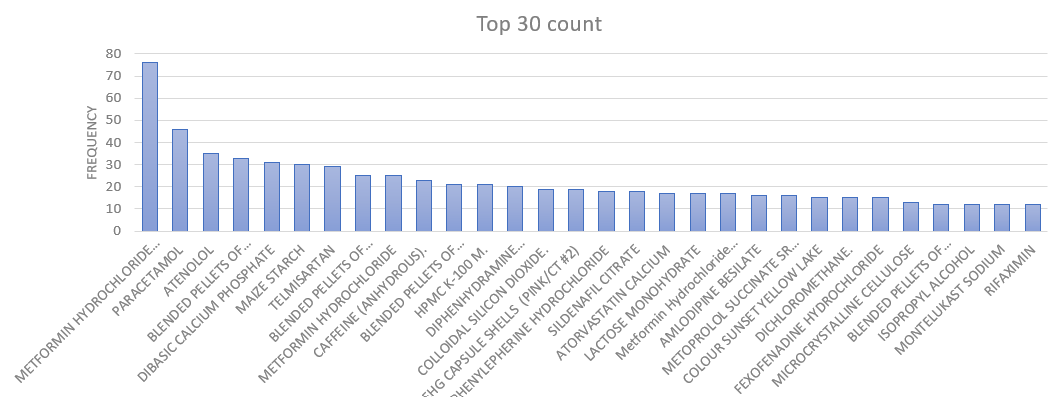 Top 30 count
FREQUENCY
80
70
60
50
40
30
20
10
0
METFORMIN HYDROCHLORIDE…
PARACETAMOL
ATENOLOL
BLENDED PELLETS OF…
DIBASIC CALCIUM PHOSPHATE
MAIZE STARCH
TELMISARTAN
BLENDED PELLETS OF…
METFORMIN HYDROCHLORIDE
CAFFEINE (ANHYDROUS).
BLENDED PELLETS OF…
HPMC K-100 M.
DIPHENHYDRAMINE…
COLLOIDAL SILICON DIOXIDE.
EHG CAPSULE SHELLS (PINK/CT #2)
PHENYLEPHERINE HYDROCHLORIDE
SILDENAFIL CITRATE
ATORVASTATIN CALCIUM
LACTOSE MONOHYDRATE
Metformin Hydrochloride…
AMLODIPINE BESILATE
METOPROLOL SUCCINATE SR…
COLOUR SUNSET YELLOW LAKE
DICHLOROMETHANE.
FEXOFENADINE HYDROCHLORIDE
MICROCRYSTALLINE CELLULOSE
BLENDED PELLETS OF…
ISOPROPYL ALCOHOL
MONTELUKAST SODIUM
RIFAXIMIN